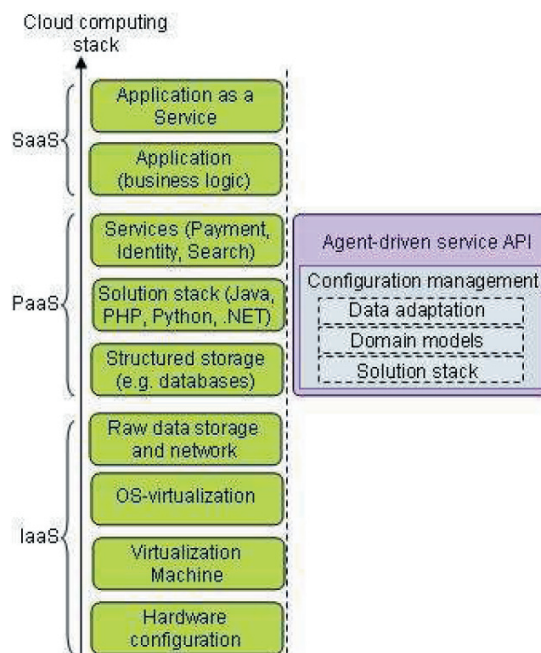 Cloud computing
stack
SaaS
Application as a
Service
Application
(business logic)
PaaS
Services (Payment,
Identity, Search)
Solution stack (Java,
PHP, Python, .NET)
Structured storage
(e.g. databases)
Agent-driven service API
Configuration management
Data adaptation
Domain models
Solution stack
IaaS
Raw data storage
and network
OS-virtualization
Virtualization
Machine
Hardware
configuration